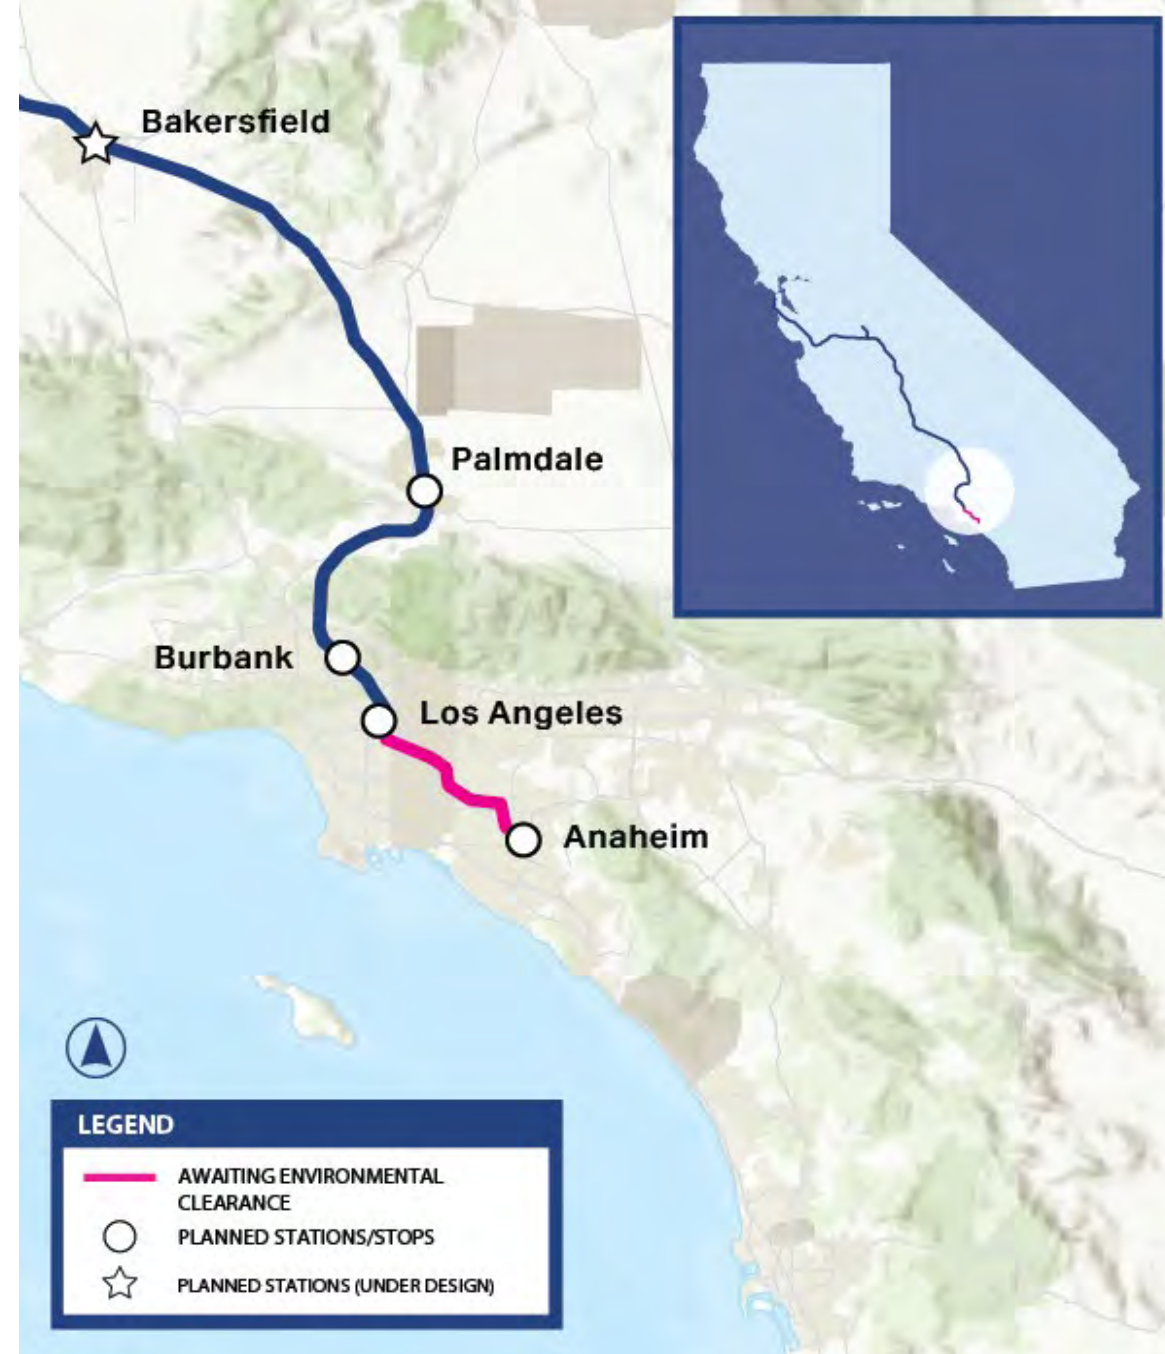 Bakersfield
Palmdale
Burbank
Los Angeles
Anaheim
LEGEND
AWAITING ENVIRONMENTAL
CLEARANCE
PLANNED STATIONS/STOPS
PLANNED STATIONS (UNDER DESIGN)